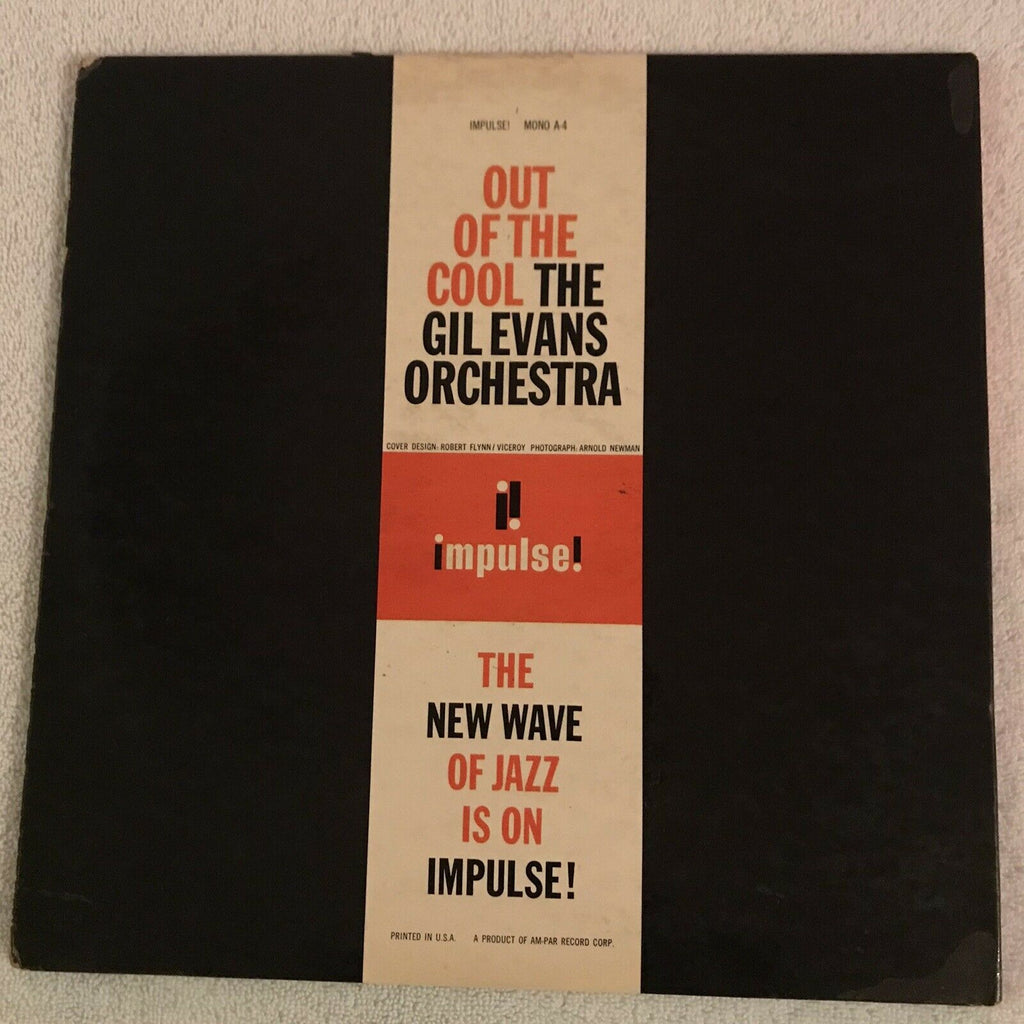 IMPULSE! MONO A-4
OUT
OF THE
COOL THE
GIL EVANS
ORCHESTRA
COVER DESIGN: ROBERT FLYNN/VICEROY PHOTOGRAPH: ARNOLD NEWMAN
i!
impulse!
THE
NEW WAVE
OF JAZZ
IS ON
IMPULSE!
PRINTED IN U.S.A. A PRODUCT OF AM-PAR RECORD CORP.